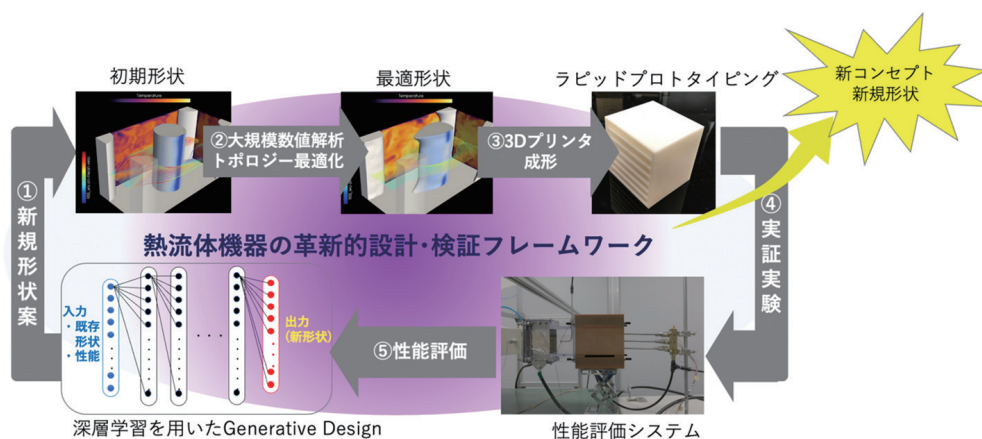 初期形状
最適形状
ラピッドプロトタイピング
新コンセプト
新規形状
Temperature
Temperature
②大規模数値解析
トポロジー最適化
③3Dプリンタ
成形
①新規形状案
④実証実験
熱流体機器の革新的設計・検証フレームワーク
入力
・既存
形状
・性能
出力
(新形状)
⑤性能評価
深層学習を用いたGenerative Design
性能評価システム